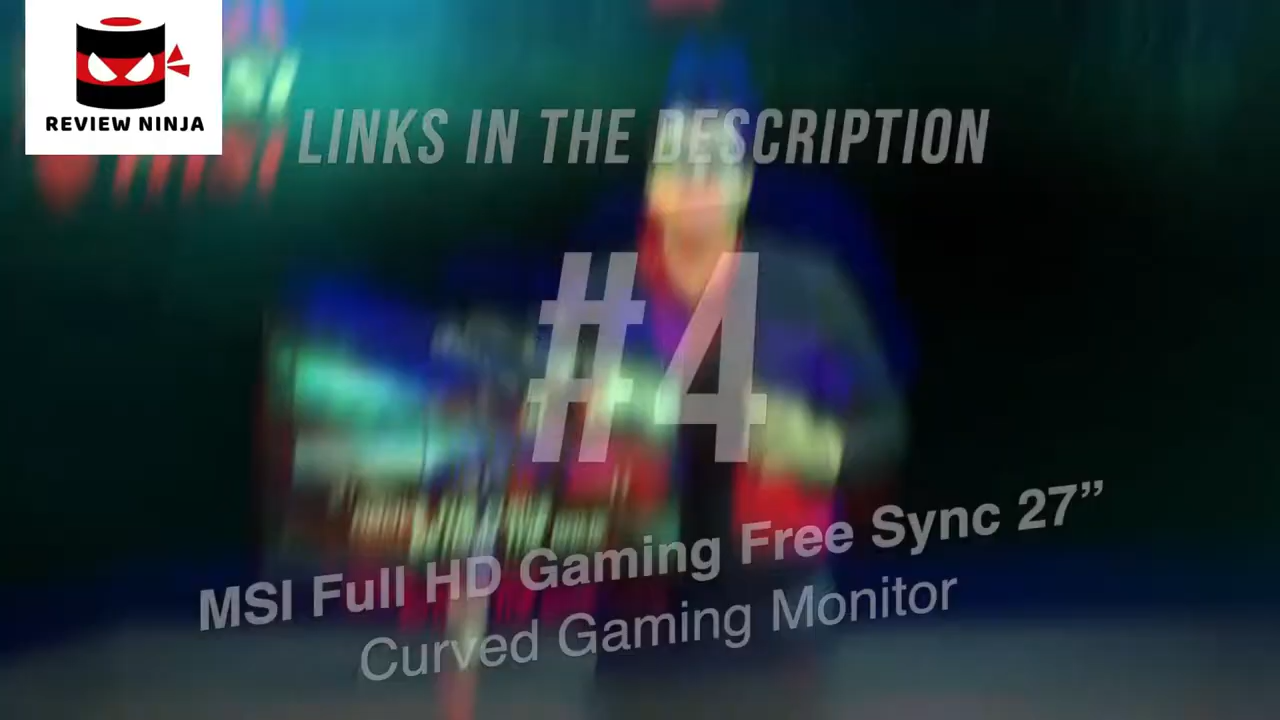 REVIEW NINJA
LINKS IN THE DESCRIPTION
#4
MSI Full HD Gaming Free Sync 27”
Curved Gaming Monitor